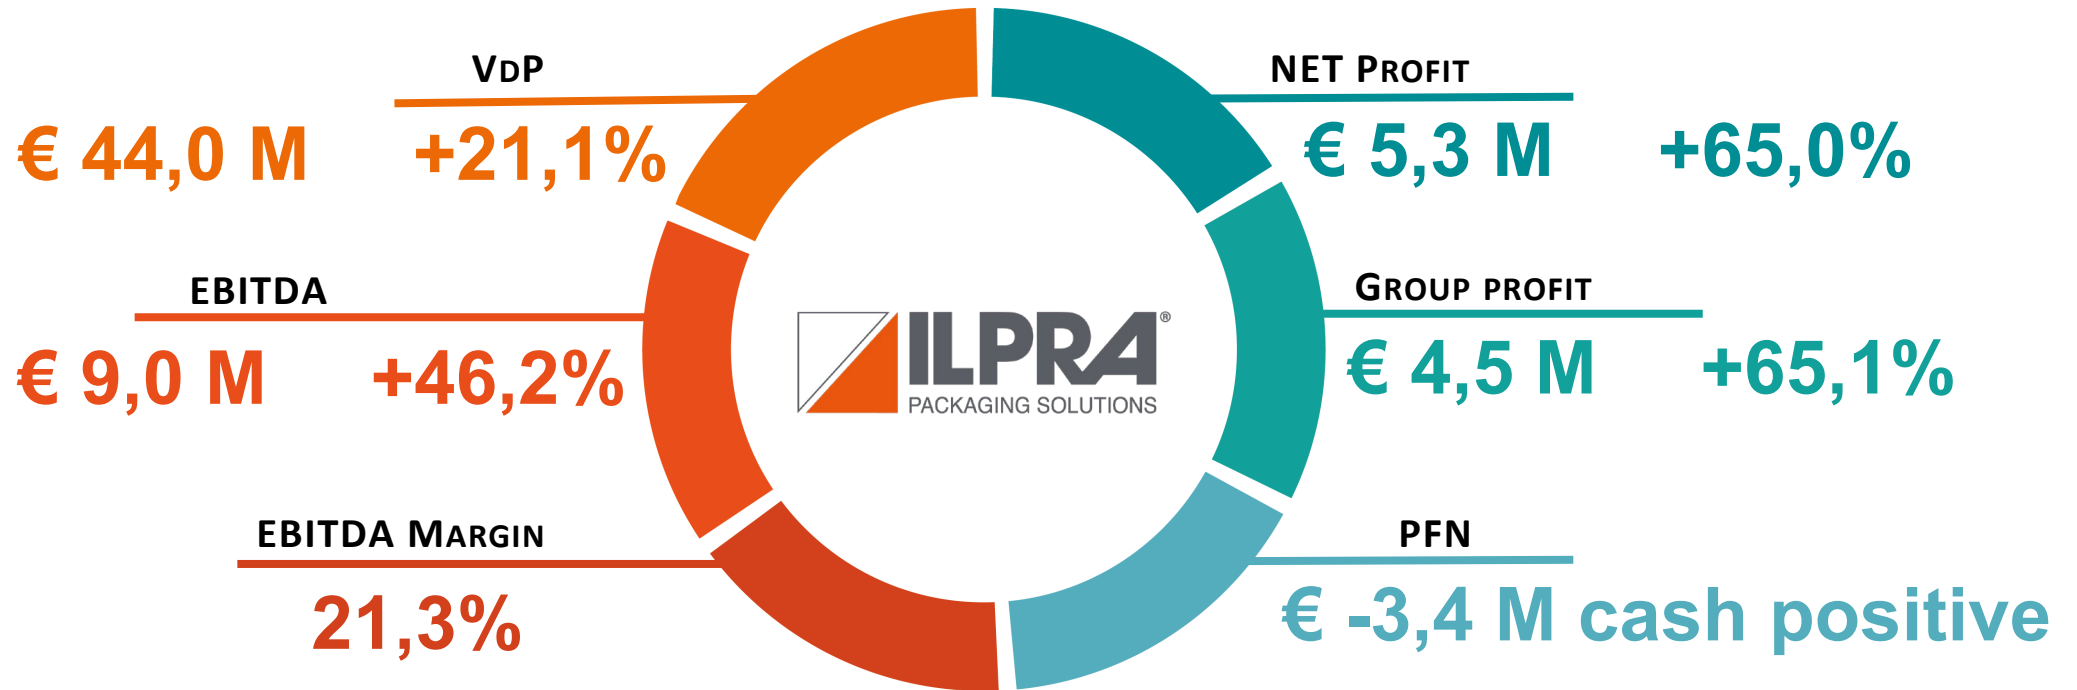 VDP
€ 44,0 M +21,1%
EBITDA
€ 9,0 M +46,2%
EBITDA MARGIN
21,3%
ILPRA®
PACKAGING SOLUTIONS
NET PROFIT
€ 5,3 M +65,0%
GROUP PROFIT
€ 4,5 M +65,1%
PFN
€ -3,4 M cash positive